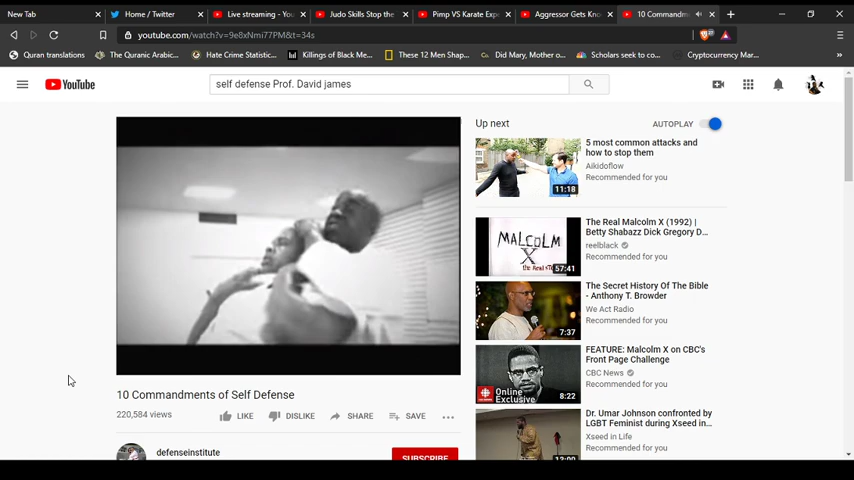 New Tab
Home / Twitter
Live streaming - You
Judo Skills Stop the
Pimp VS Karate Expe
Aggressor Gets Kno
10 Commandm
youtube.com/watch?v=9e8xNmi77PM&t=34s
Quran translations
The Quranic Arabic...
Hate Crime Statistic...
Killings of Black Me...
These 12 Men Shap...
Did Mary, Mother o...
Scholars seek to co...
Cryptocurrency Mar...
YouTube
self defense Prof. David james
Up next
AUTOPLAY
5 most common attacks and
how to stop them
Aikidoflow
Recommended for you
11:18
The Real Malcolm X (1992) |
Betty Shabazz Dick Gregory D...
reelblack
Recommended for you
MALCOLM
X
57:41
The Secret History Of The Bible
- Anthony T. Browder
We Act Radio
Recommended for you
7:37
FEATURE: Malcolm X on CBC's
Front Page Challenge
CBC News
Recommended for you
Online
Exclusive
8:22
Dr. Umar Johnson confronted by
LGBT Feminist during Xseed in...
Xseed in Life
Recommended for you
10 Commandments of Self Defense
220,584 views
LIKE
DISLIKE
SHARE
SAVE
defenseinstitute
SUBSCRIBE